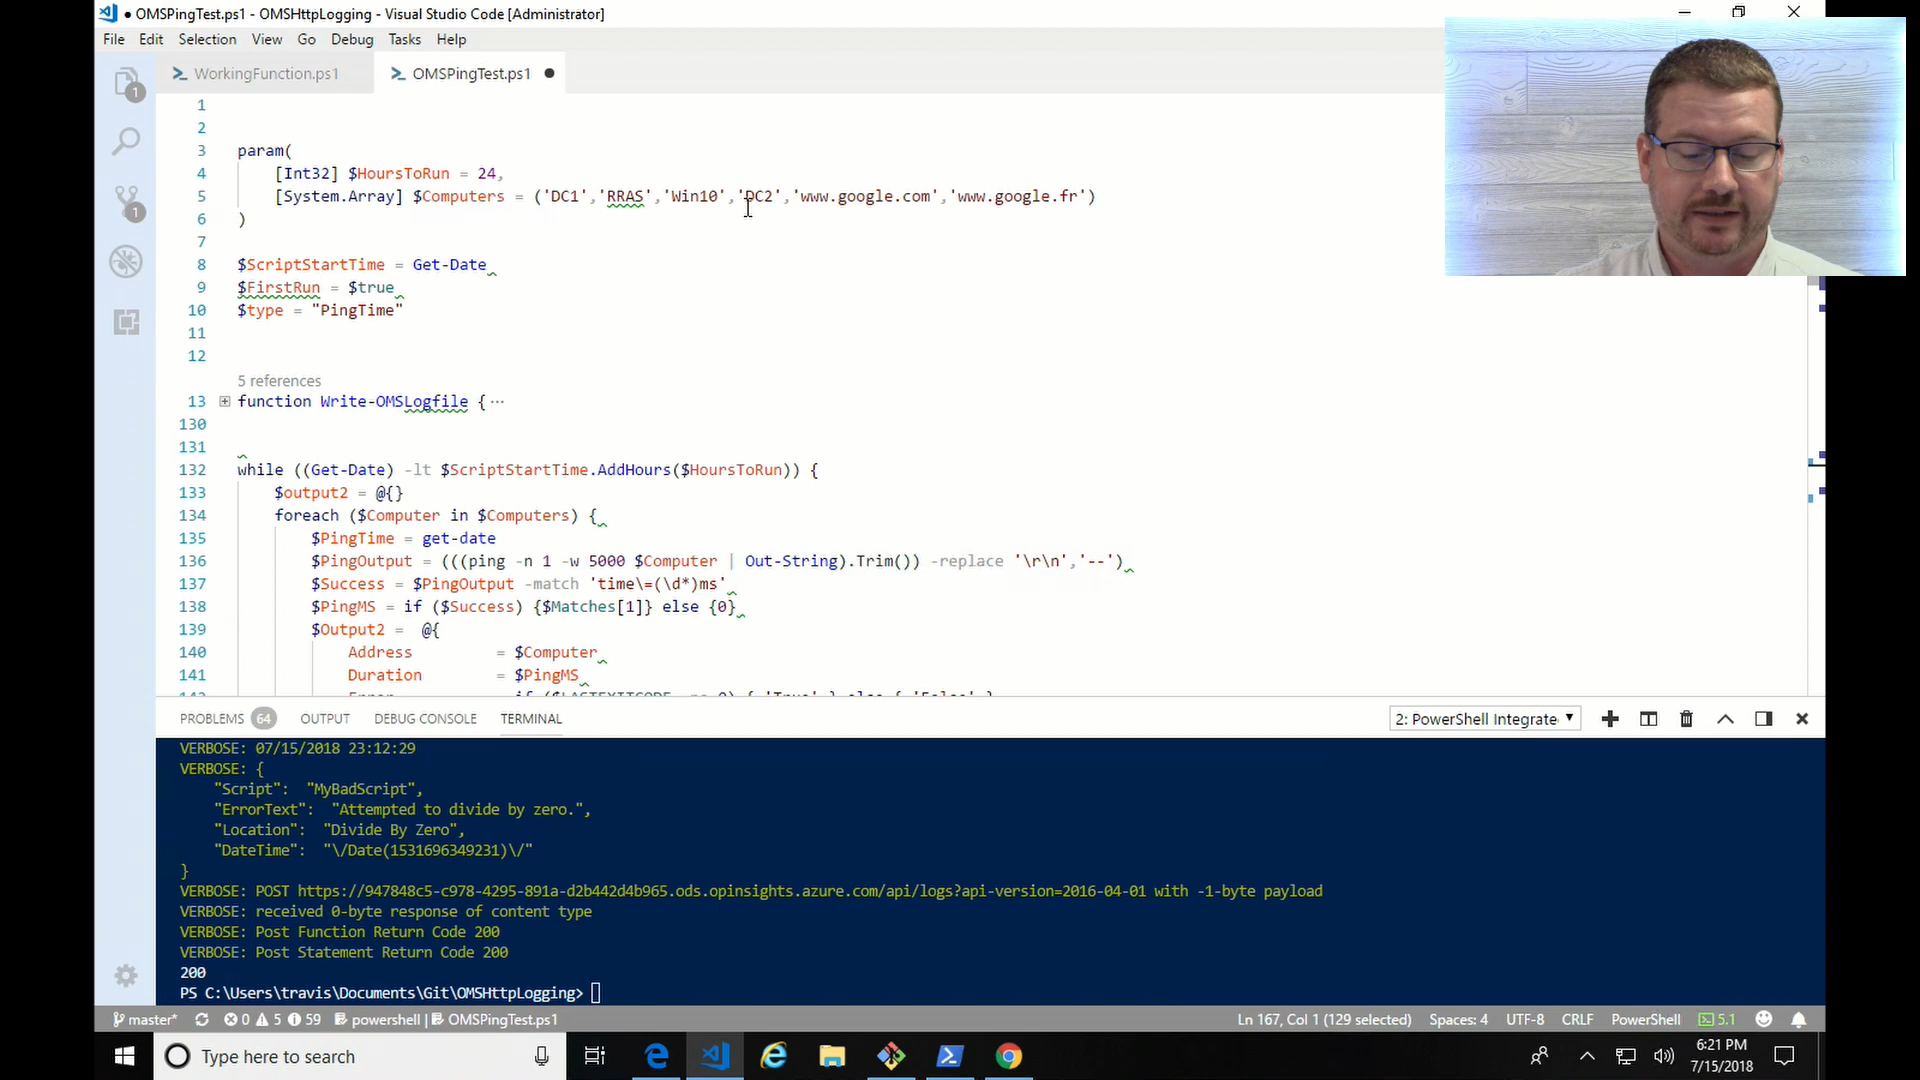 ● OMSPingTest.ps1 - OMSHttpLogging - Visual Studio Code [Administrator]
File Edit Selection View Go Debug Tasks Help
WorkingFunction.ps1 OMSPingTest.ps1 ●
1
1
2
3 param(
4 [Int32] $HoursToRun = 24,
5 [System.Array] $Computers = ('DC1','RRAS','Win10','DC2','www.google.com','www.google.fr')
6 )
7
8 $ScriptStartTime = Get-Date
9 $FirstRun = $true
10 $type = "PingTime"
11
12
5 references
13 function Write-OMSLogfile { ...
130
131
132 while ((Get-Date) -lt $ScriptStartTime.AddHours($HoursToRun)) {
133 $output2 = @{}
134 foreach ($Computer in $Computers) {
135 $PingTime = get-date
136 $PingOutput = (((ping -n 1 -w 5000 $Computer | Out-String).Trim()) -replace '\r\n','--')
137 $Success = $PingOutput -match 'time\=(\d*)ms'
138 $PingMS = if ($Success) {$Matches[1]} else {0}
139 $Output2 = @{
140 Address = $Computer
141 Duration = $PingMS
1
PROBLEMS 64 OUTPUT DEBUG CONSOLE TERMINAL 2: PowerShell Integrate
VERBOSE: 07/15/2018 23:12:29
VERBOSE: {
"Script": "MyBadScript",
"ErrorText": "Attempted to divide by zero.",
"Location": "Divide By Zero",
"DateTime": "\/Date(1531696349231)\/"
}
VERBOSE: POST https://947848c5-c978-4295-891a-d2b442d4b965.ods.opinsights.azure.com/api/logs?api-version=2016-04-01 with -1-byte payload
VERBOSE: received 0-byte response of content type
VERBOSE: Post Function Return Code 200
VERBOSE: Post Statement Return Code 200
200
PS C:\Users\travis\Documents\Git\OMSHttpLogging>
master* 0 5 59 powershell | OMSPingTest.ps1 Ln 167, Col 1 (129 selected) Spaces: 4 UTF-8 CRLF PowerShell 5.1
Type here to search
6:21 PM
7/15/2018